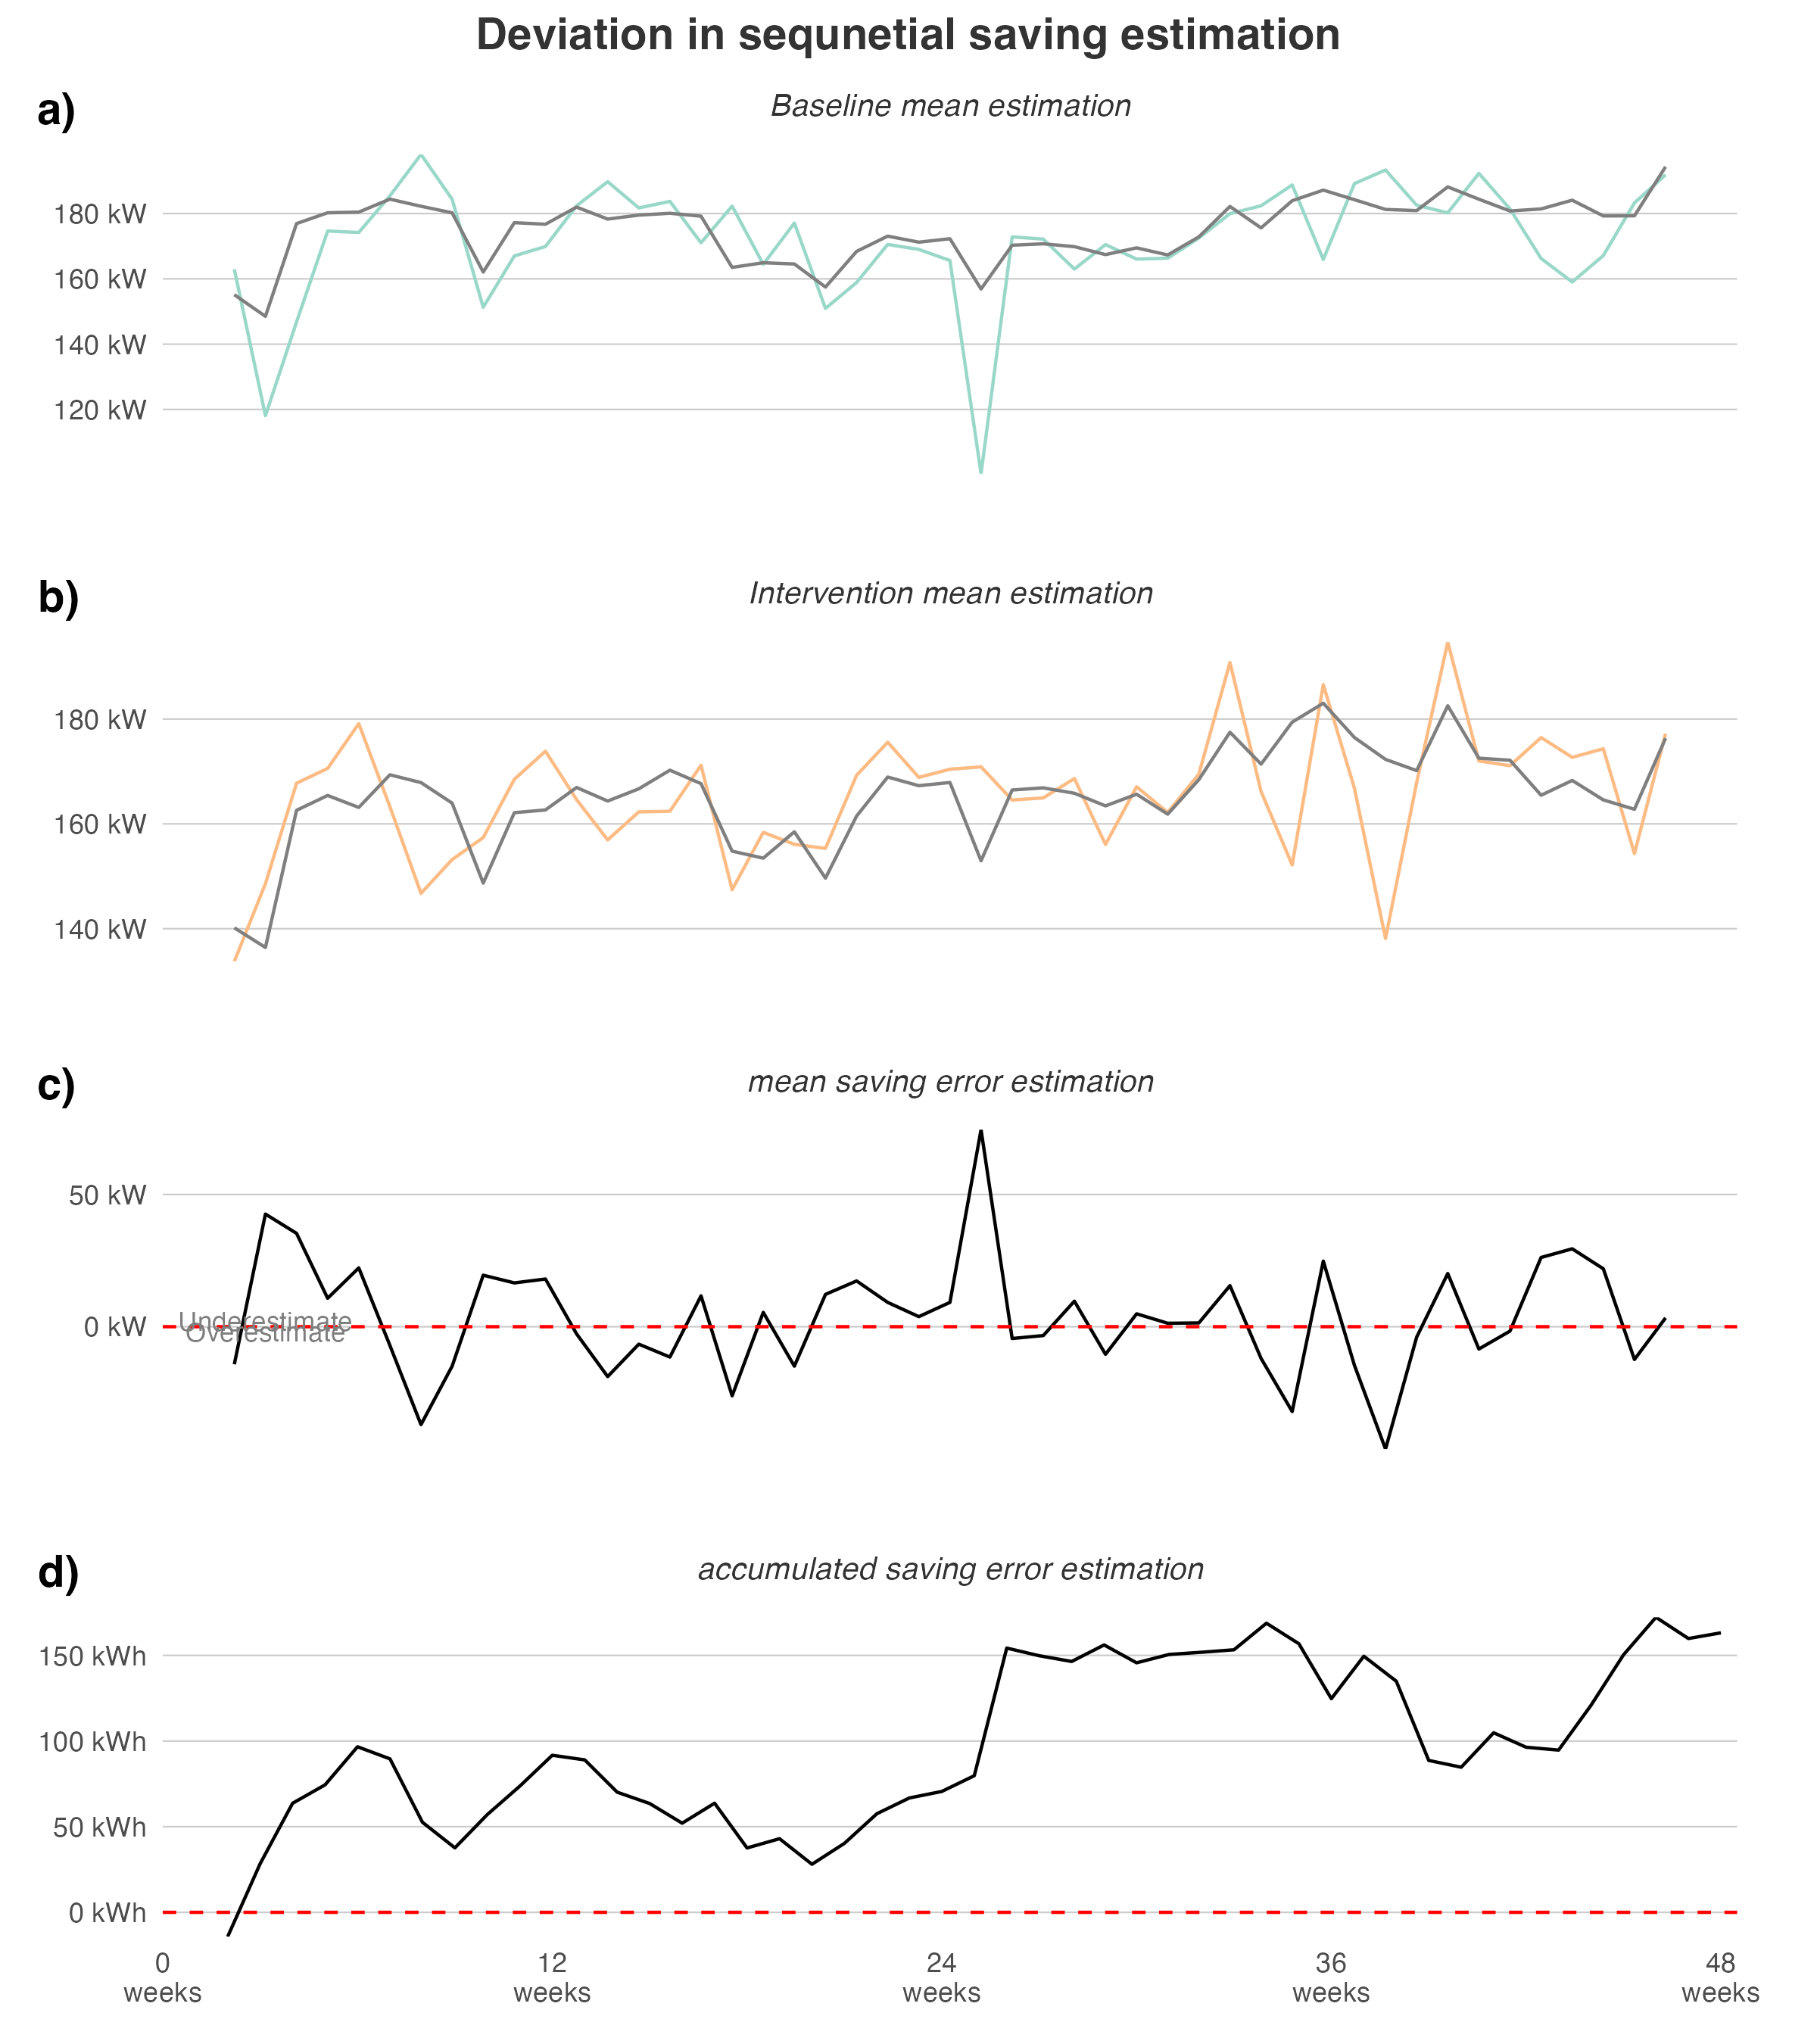 Deviation in sequnetial saving estimation
a)
Baseline mean estimation
180 kW
160 kW
140 kW
120 kW
b)
Intervention mean estimation
180 kW
160 kW
140 kW
c)
mean saving error estimation
50 kW
Underestimate
0 kW
Overestimate
d)
accumulated saving error estimation
150 kWh
100 kWh
50 kWh
0 kWh
0 12 24 36 48
weeks weeks weeks weeks weeks